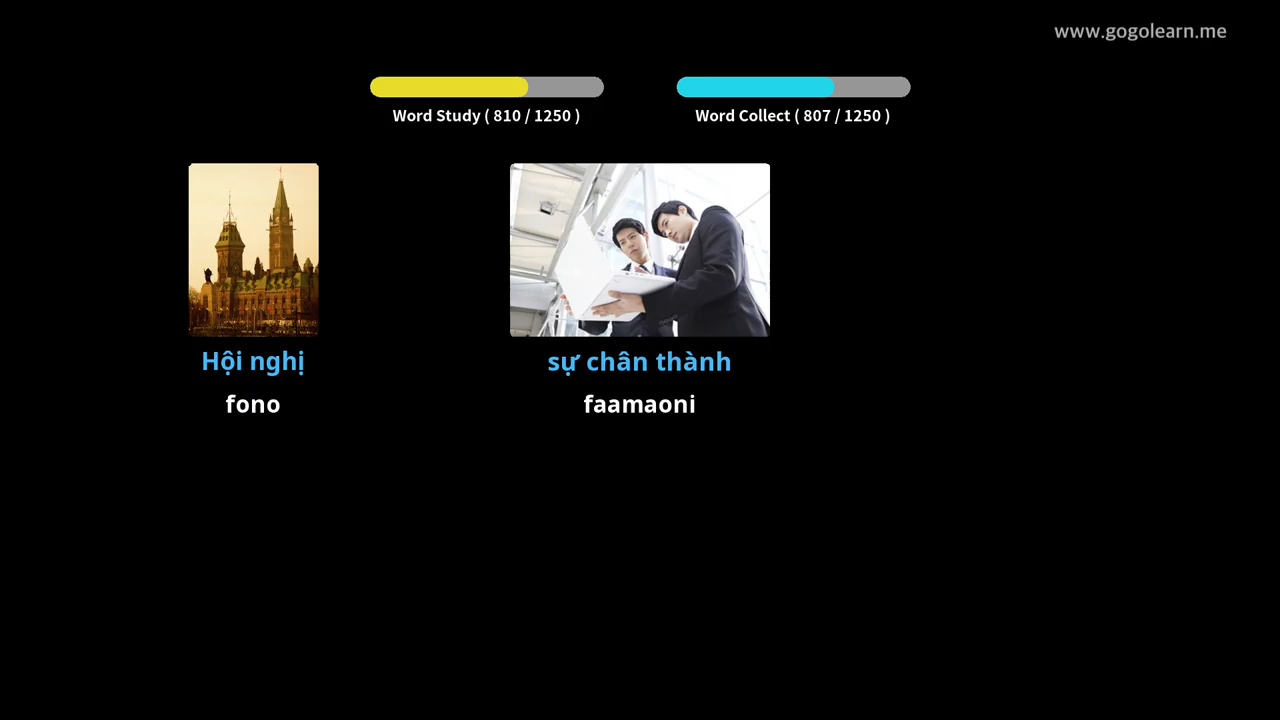 www.gogolearn.me
Word Study ( 810 / 1250 )
Word Collect ( 807 / 1250 )
Hội nghị
fono
sự chân thành
faamaoni